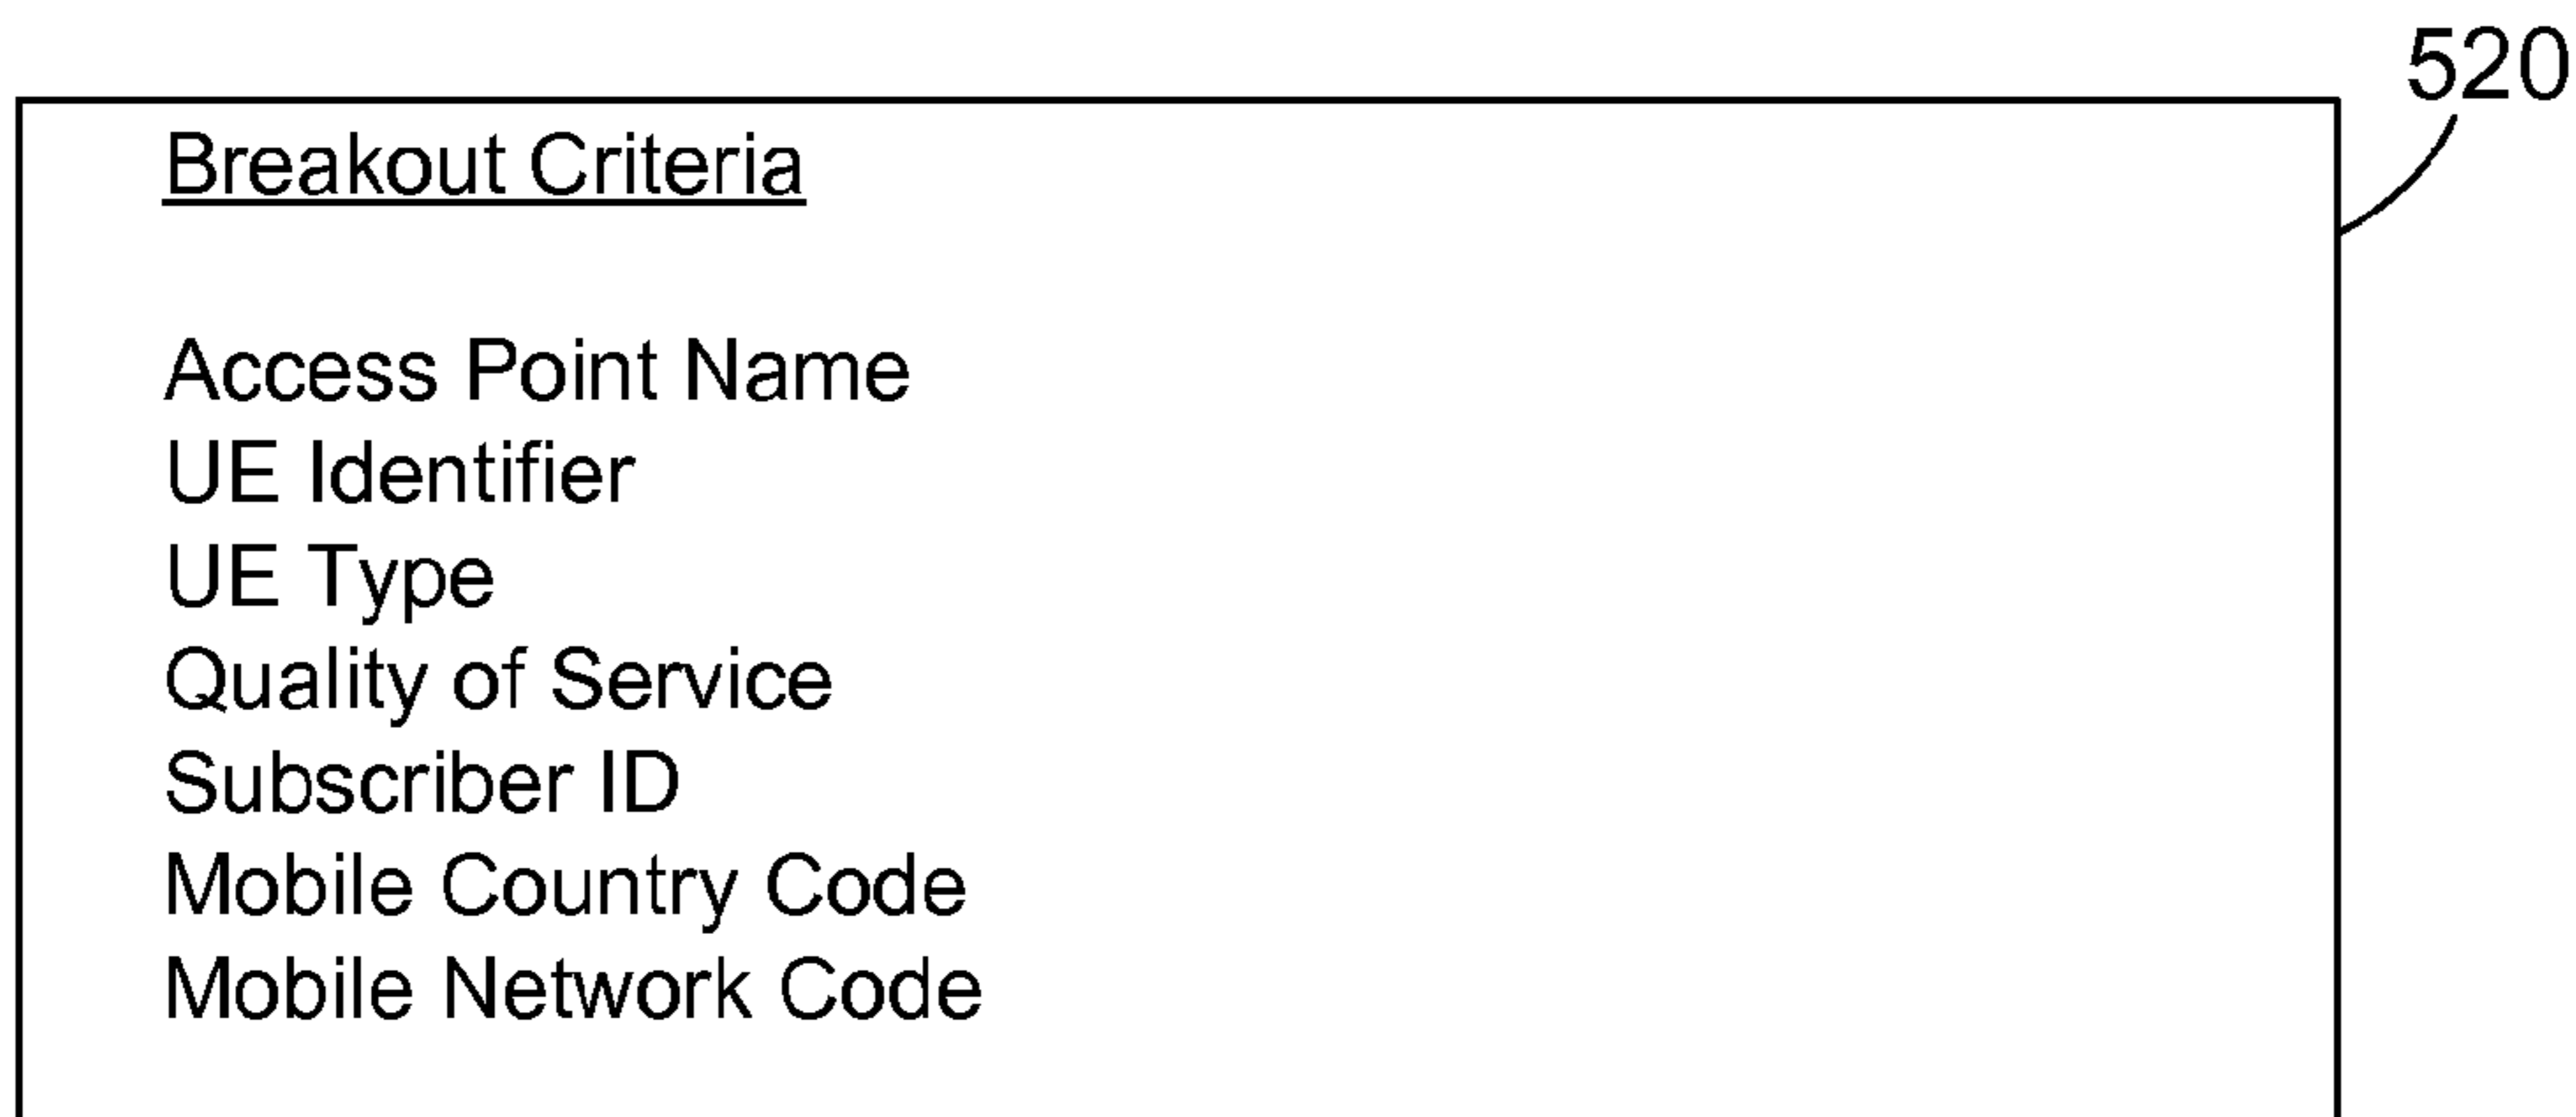 520
Breakout Criteria
Access Point Name
UE Identifier
UE Type
Quality of Service
Subscriber ID
Mobile Country Code
Mobile Network Code